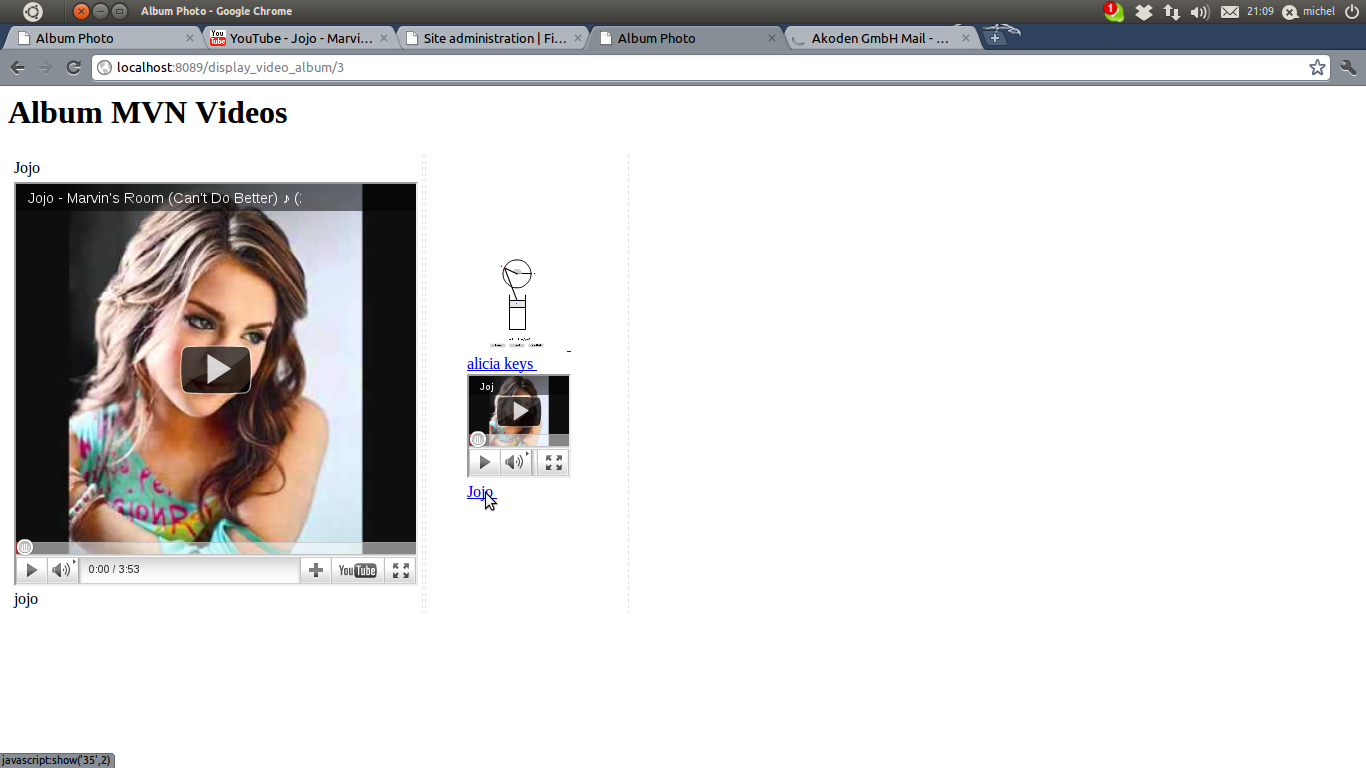 Album Photo - Google Chrome
1
21:09
michel
Album Photo
You Tube
YouTube - Jojo - Marvi...
Site administration | Fi...
Album Photo
Akoden GmbH Mail - ...
localhost:8089/display_video_album/3
Album MVN Videos
Jojo
Jojo - Marvin's Room (Can't Do Better) ♪ (
0:00 / 3:53
YouTube
jojo
alicia keys
Joj
Jojo
javascript:show('35',2)